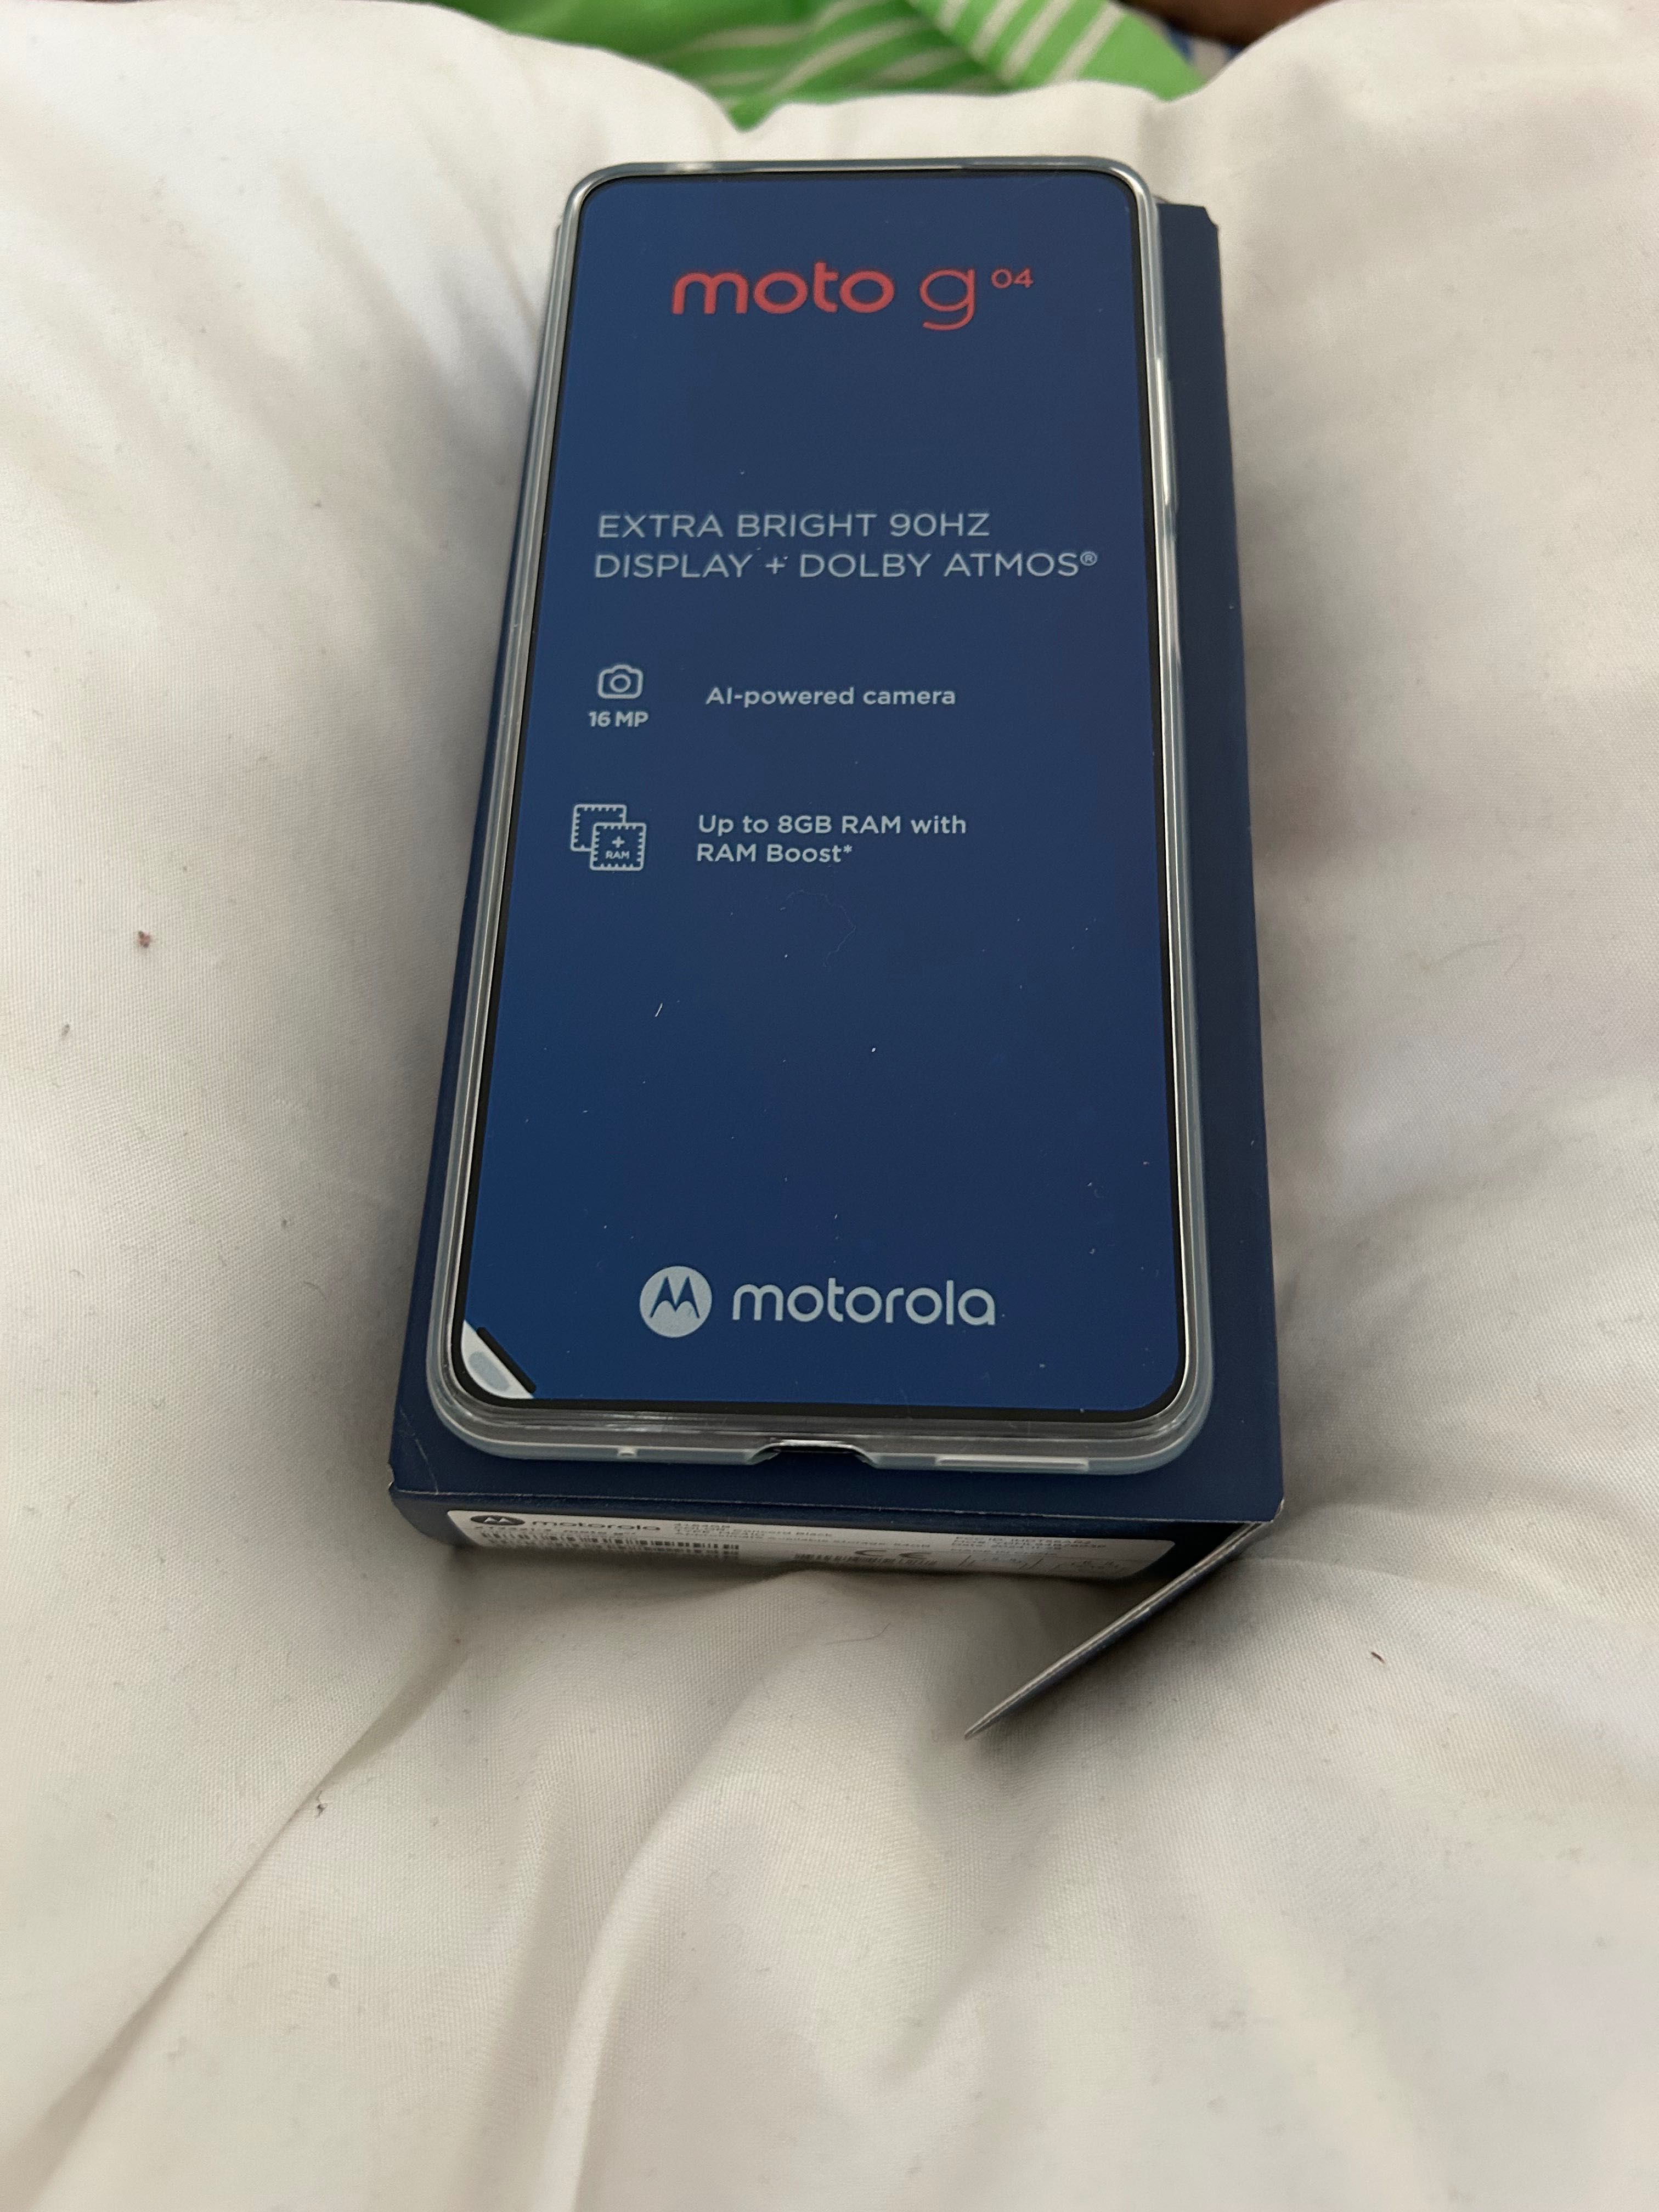 moto g 04
EXTRA BRIGHT 90HZ
DISPLAY + DOLBY ATMOS®
16 MP
AI-powered camera
+
RAM
Up to 8GB RAM with
RAM Boost*
motorola
motorola